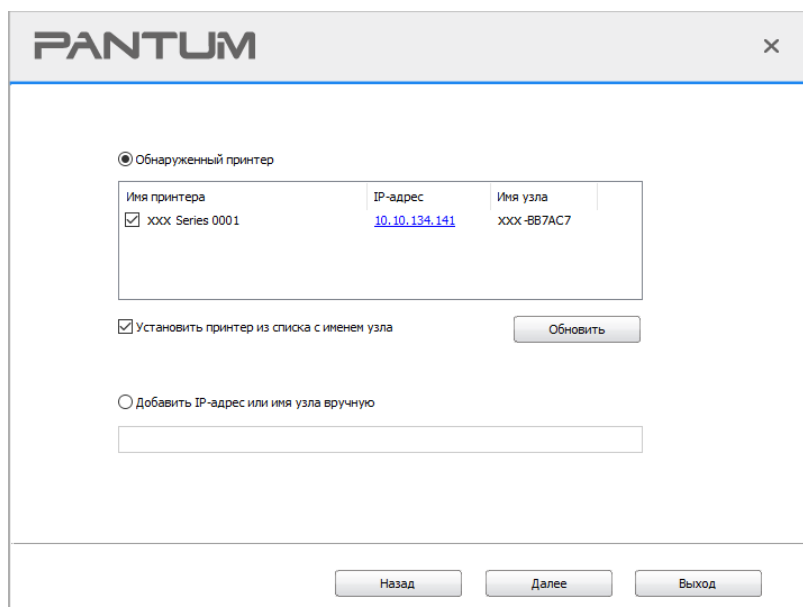 PANTUM
Обнаруженный принтер
Имя принтера IP-адрес Имя узла
XXX Series 0001 10.10.134.141 XXX-BB7AC7
Установить принтер из списка с именем узла Обновить
Добавить IP-адрес или имя узла вручную
Назад Далее Выход